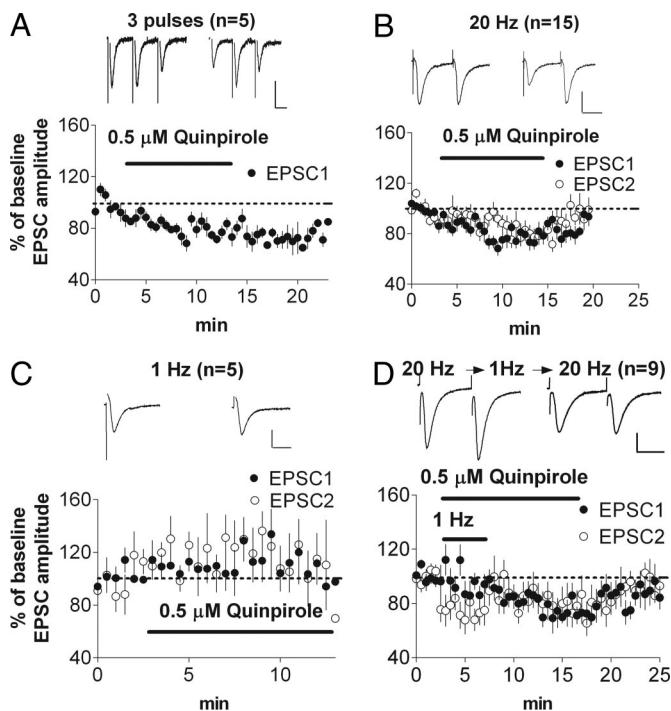 A
3 pulses (n=5)
0.5 μM Quinpirole
EPSC1
% of baseline
EPSC amplitude
160
120
80
40
0 5 10 15 20
min
B
20 Hz (n=15)
0.5 μM Quinpirole
EPSC1
EPSC2
160
120
80
40
0 5 10 15 20 25
min
C
1 Hz (n=5)
EPSC1
EPSC2
% of baseline
EPSC amplitude
160
120
80
40
0.5 μM Quinpirole
0 5 10
min
D
20 Hz → 1Hz → 20 Hz (n=9)
0.5 μM Quinpirole
1 Hz
EPSC1
EPSC2
160
120
80
40
0 5 10 15 20 25
min